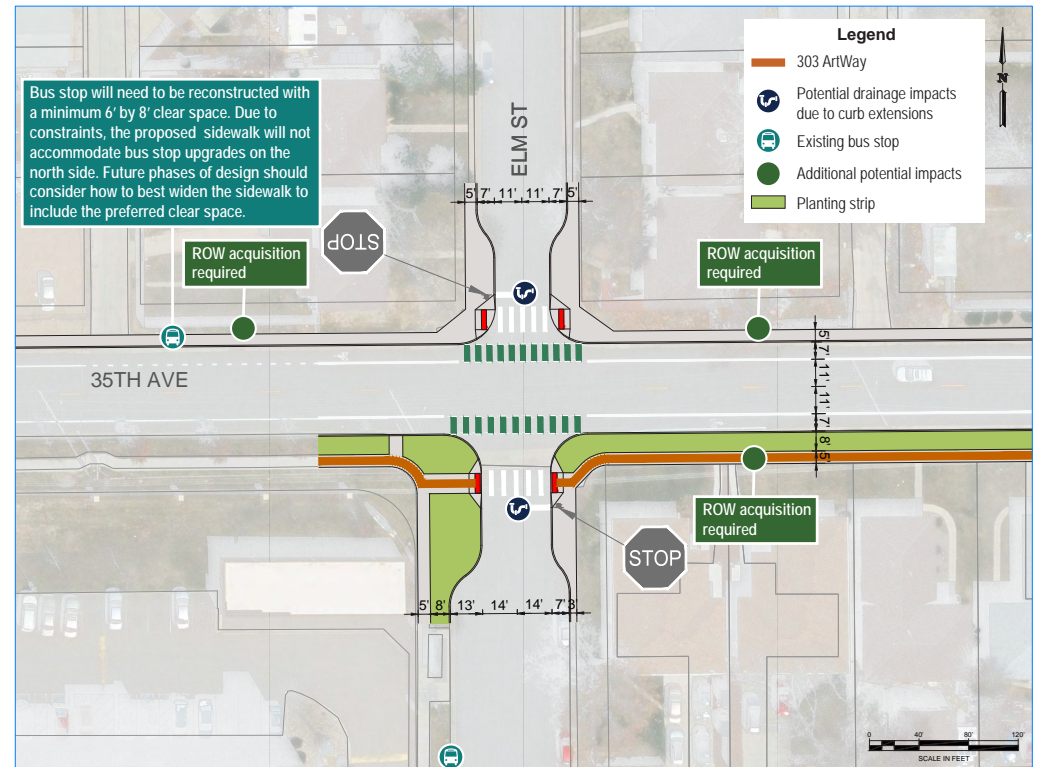 Legend
303 ArtWay
Potential drainage impacts
due to curb extensions
Existing bus stop
Additional potential impacts
Planting strip
N
Bus stop will need to be reconstructed with
a minimum 6' by 8' clear space. Due to
constraints, the proposed sidewalk will not
accommodate bus stop upgrades on the
north side. Future phases of design should
consider how to best widen the sidewalk to
include the preferred clear space.
ELM ST
5' 7' 11' 11' 7' 5'
STOP
ROW acquisition
required
ROW acquisition
required
35TH AVE
5'
7'
11'
11'
7'
8'
5'
ROW acquisition
required
STOP
5' 8' 13' 14' 14' 7' 3'
0 40' 80' 120'
SCALE IN FEET